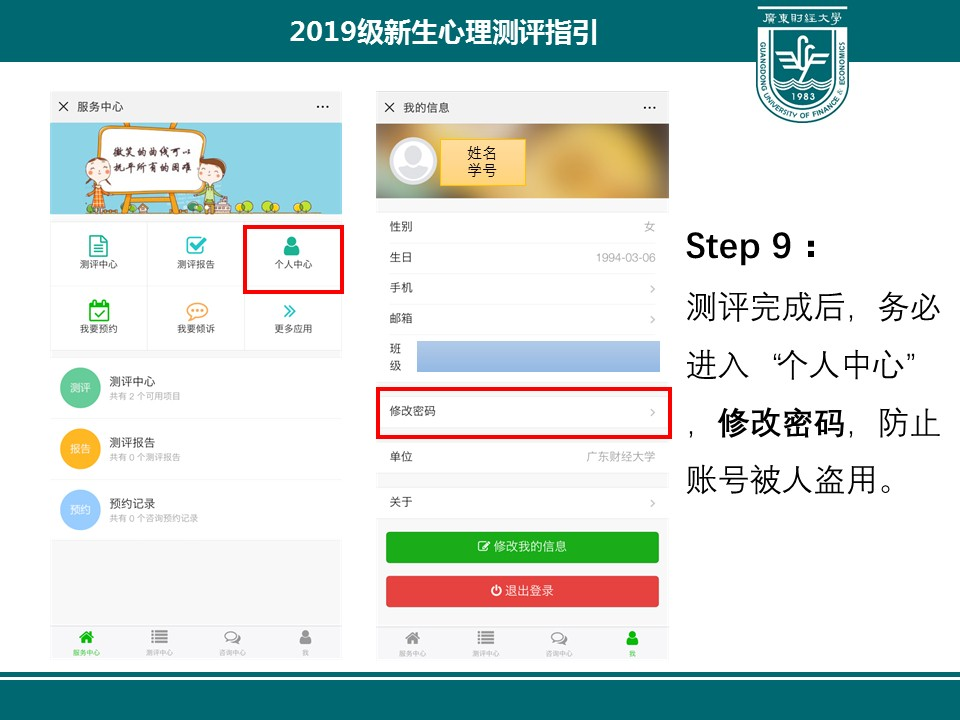 2019级新生心理测评指引
廣東财经大學
GUANGDONG UNIVERSITY OF FINANCE & ECONOMICS
1983
服务中心
微笑的曲线可以
抚平所有的困难
测评中心
测评报告
个人中心
我要预约
我要倾诉
更多应用
测评
测评中心
共有 2 个可用项目
报告
测评报告
共有 0 个测评报告
预约
预约记录
共有 0 个咨询预约记录
服务中心
测评中心
咨询中心
我
我的信息
姓名
学号
性别
女
生日
1994-03-06
手机
邮箱
班
级
修改密码
单位
广东财经大学
关于
修改我的信息
退出登录
服务中心
测评中心
咨询中心
我
Step 9：
测评完成后，务必
进入“个人中心”
，修改密码，防止
账号被人盗用。